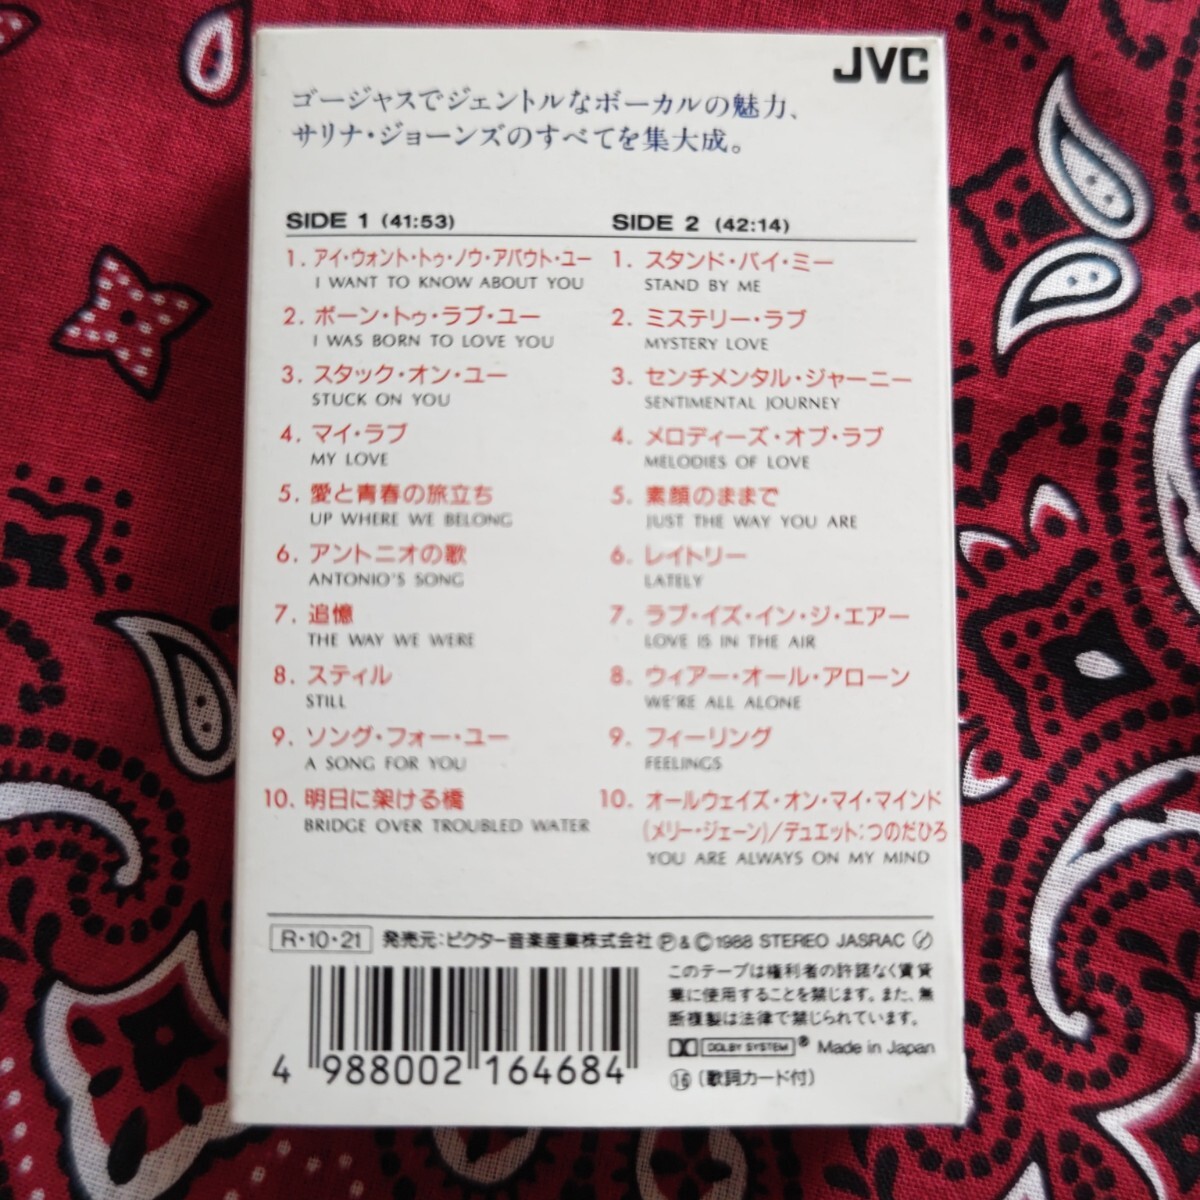 JVC
ゴージャスでジェントルなボーカルの魅力、
サリナ・ジョーンズのすべてを集大成。
SIDE 1 (41:53)
1. アイ・ウォント・トゥ・ノウ・アバウト・ユー
I WANT TO KNOW ABOUT YOU
2. ボーン・トゥ・ラブ・ユー
I WAS BORN TO LOVE YOU
3. スタック・オン・ユー
STUCK ON YOU
4. マイ・ラブ
MY LOVE
5. 愛と青春の旅立ち
UP WHERE WE BELONG
6. アントニオの歌
ANTONIO'S SONG
7. 追憶
THE WAY WE WERE
8. スティル
STILL
9. ソング・フォー・ユー
A SONG FOR YOU
10. 明日に架ける橋
BRIDGE OVER TROUBLED WATER
SIDE 2 (42:14)
1. スタンド・バイ・ミー
STAND BY ME
2. ミステリー・ラブ
MYSTERY LOVE
3. センチメンタル・ジャーニー
SENTIMENTAL JOURNEY
4. メロディーズ・オブ・ラブ
MELODIES OF LOVE
5. 素顔のままで
JUST THE WAY YOU ARE
6. レイトリー
LATELY
7. ラブ・イズ・イン・ジ・エアー
LOVE IS IN THE AIR
8. ウィアー・オール・アローン
WE'RE ALL ALONE
9. フィーリング
FEELINGS
10. オールウェイズ・オン・マイ・マインド
(メリー・ジェーン)/デュエット:つのだひろ
YOU ARE ALWAYS ON MY MIND
R・10・21 発売元:ビクター音楽産業株式会社 Ⓟ&Ⓒ1988 STEREO JASRAC
このテープは権利者の許諾なく賃貸
業に使用することを禁じます。また、無
断複製は法律で禁じられています。
DOLBY SYSTEM® Made in Japan
⑯(歌詞カード付)
4 988002 164684